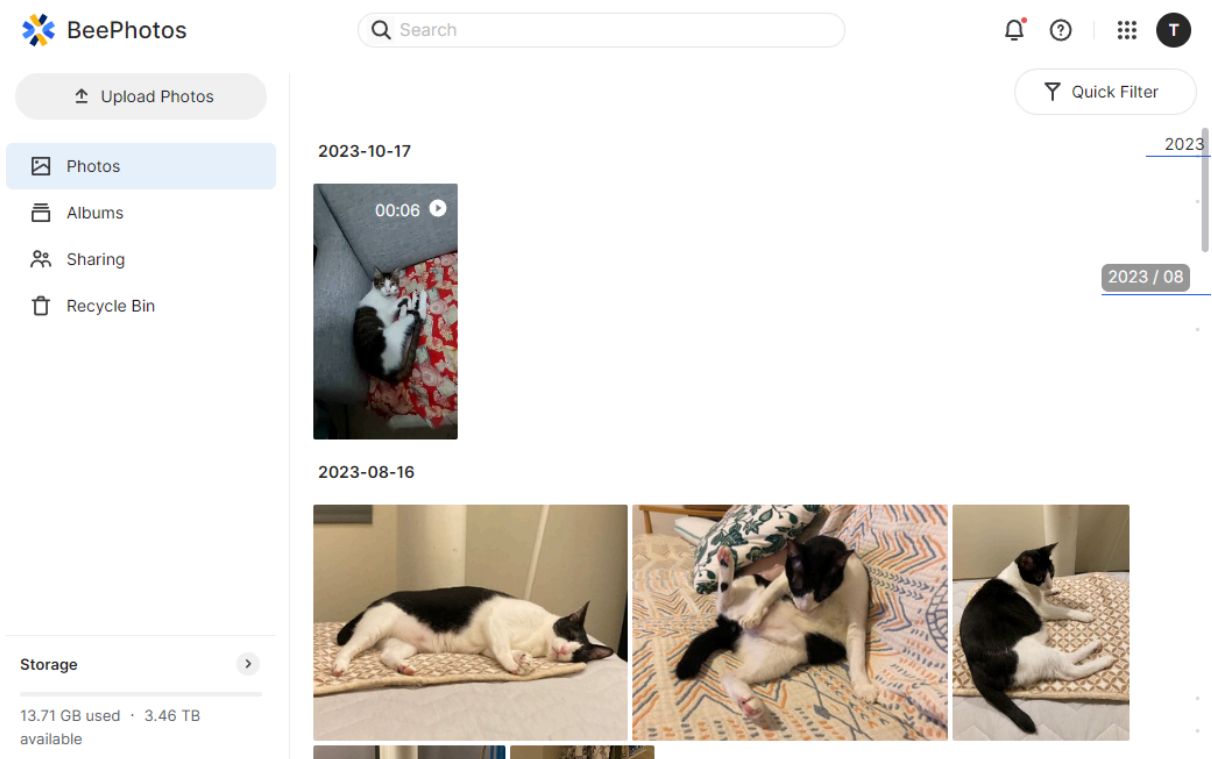 BeePhotos
Search
T
Upload Photos
Quick Filter
Photos
Albums
Sharing
Recycle Bin
2023-10-17
2023
00:06
2023 / 08
2023-08-16
Storage
13.71 GB used · 3.46 TB
available